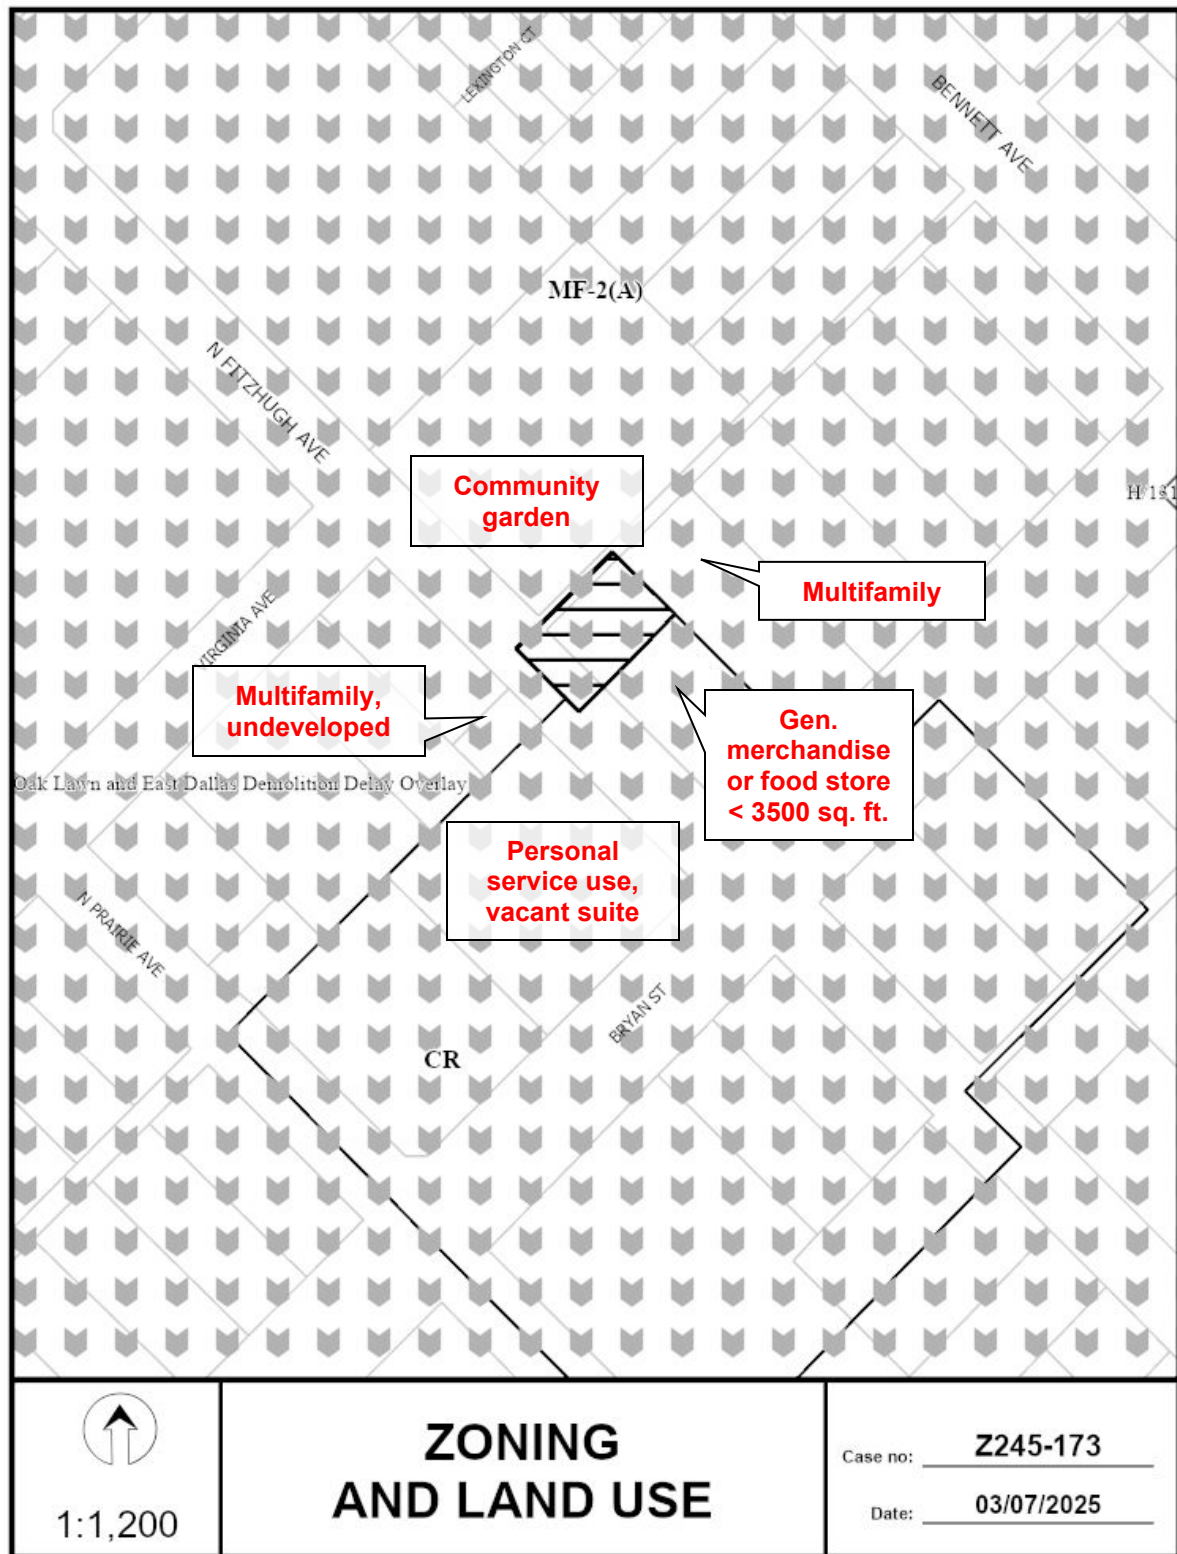 LEXINGTON CT
BENNETT AVE
MF-2(A)
N FITZHUGH AVE
Community
garden
H/131
Multifamily
VIRGINIA AVE
Multifamily,
undeveloped
Gen.
merchandise
or food store
< 3500 sq. ft.
Oak Lawn and East Dallas Demolition Delay Overlay
Personal
service use,
vacant suite
N PRAIRIE AVE
BRYAN ST
CR
1:1,200
ZONING
AND LAND USE
Case no: Z245-173
Date: 03/07/2025